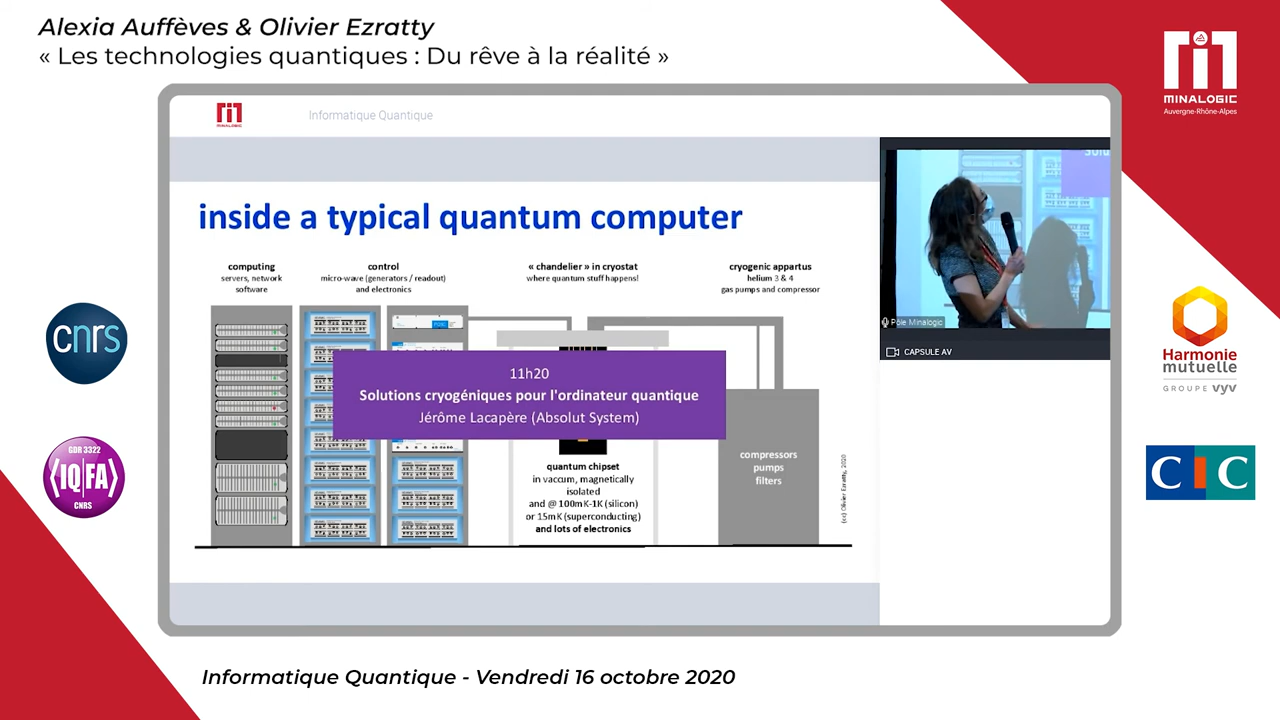 Alexia Auffèves & Olivier Ezratty
« Les technologies quantiques : Du rêve à la réalité »
MINALOGIC
Auvergne-Rhône-Alpes
MINALOGIC
Informatique Quantique
inside a typical quantum computer
computing
servers, network
software
control
micro-wave (generators / readout)
and electronics
« chandelier » in cryostat
where quantum stuff happens!
cryogenic appartus
helium 3 & 4
gas pumps and compressor
11h20
Solutions cryogéniques pour l'ordinateur quantique
Jérôme Lacapère (Absolut System)
quantum chipset
in vaccum, magnetically
isolated
and @ 100mK-1K (silicon)
or 15mK (superconducting)
and lots of electronics
compressors
pumps
filters
(cc) Olivier Ezratty, 2020
Pôle Minalogic
CAPSULE AV
cnrs
GDR 3322
IQ FA
CNRS
Harmonie
mutuelle
GROUPE vyv
CIC
Informatique Quantique - Vendredi 16 octobre 2020